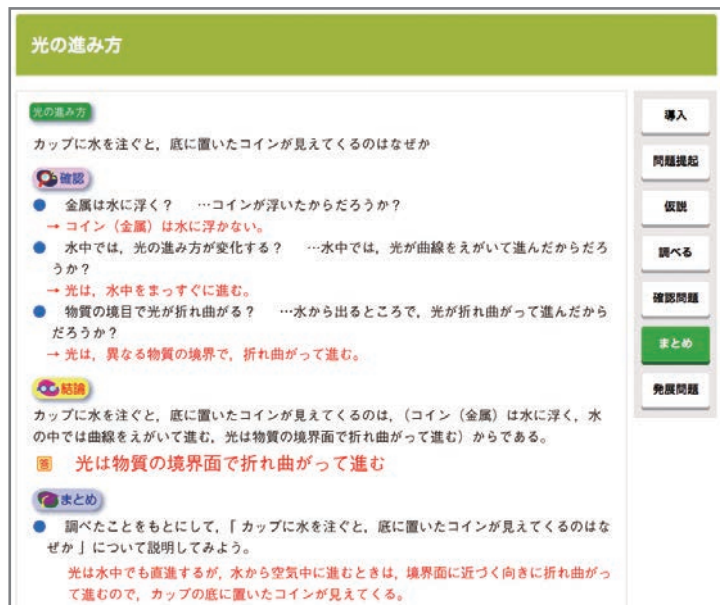 光の進み方
光の進み方
カップに水を注ぐと，底に置いたコインが見えてくるのはなぜか
確認
● 金属は水に浮く？ …コインが浮いたからだろうか？
→ コイン（金属）は水に浮かない。
● 水中では，光の進み方が変化する？ …水中では，光が曲線をえがいて進んだからだろ
うか？
→ 光は，水中をまっすぐに進む。
● 物質の境目で光が折れ曲がる？ …水から出るところで，光が折れ曲がって進んだから
だろうか？
→ 光は，異なる物質の境界で，折れ曲がって進む。
結論
カップに水を注ぐと，底に置いたコインが見えてくるのは，（コイン（金属）は水に浮く，水
の中では曲線をえがいて進む，光は物質の境界面で折れ曲がって進む）からである。
答 光は物質の境界面で折れ曲がって進む
まとめ
● 調べたことをもとにして，「 カップに水を注ぐと，底に置いたコインが見えてくるのはな
ぜか 」について説明してみよう。
光は水中でも直進するが，水から空気中に進むときは，境界面に近づく向きに折れ曲がっ
て進むので，カップの底に置いたコインが見えてくる。
導入
問題提起
仮説
調べる
確認問題
まとめ
発展問題